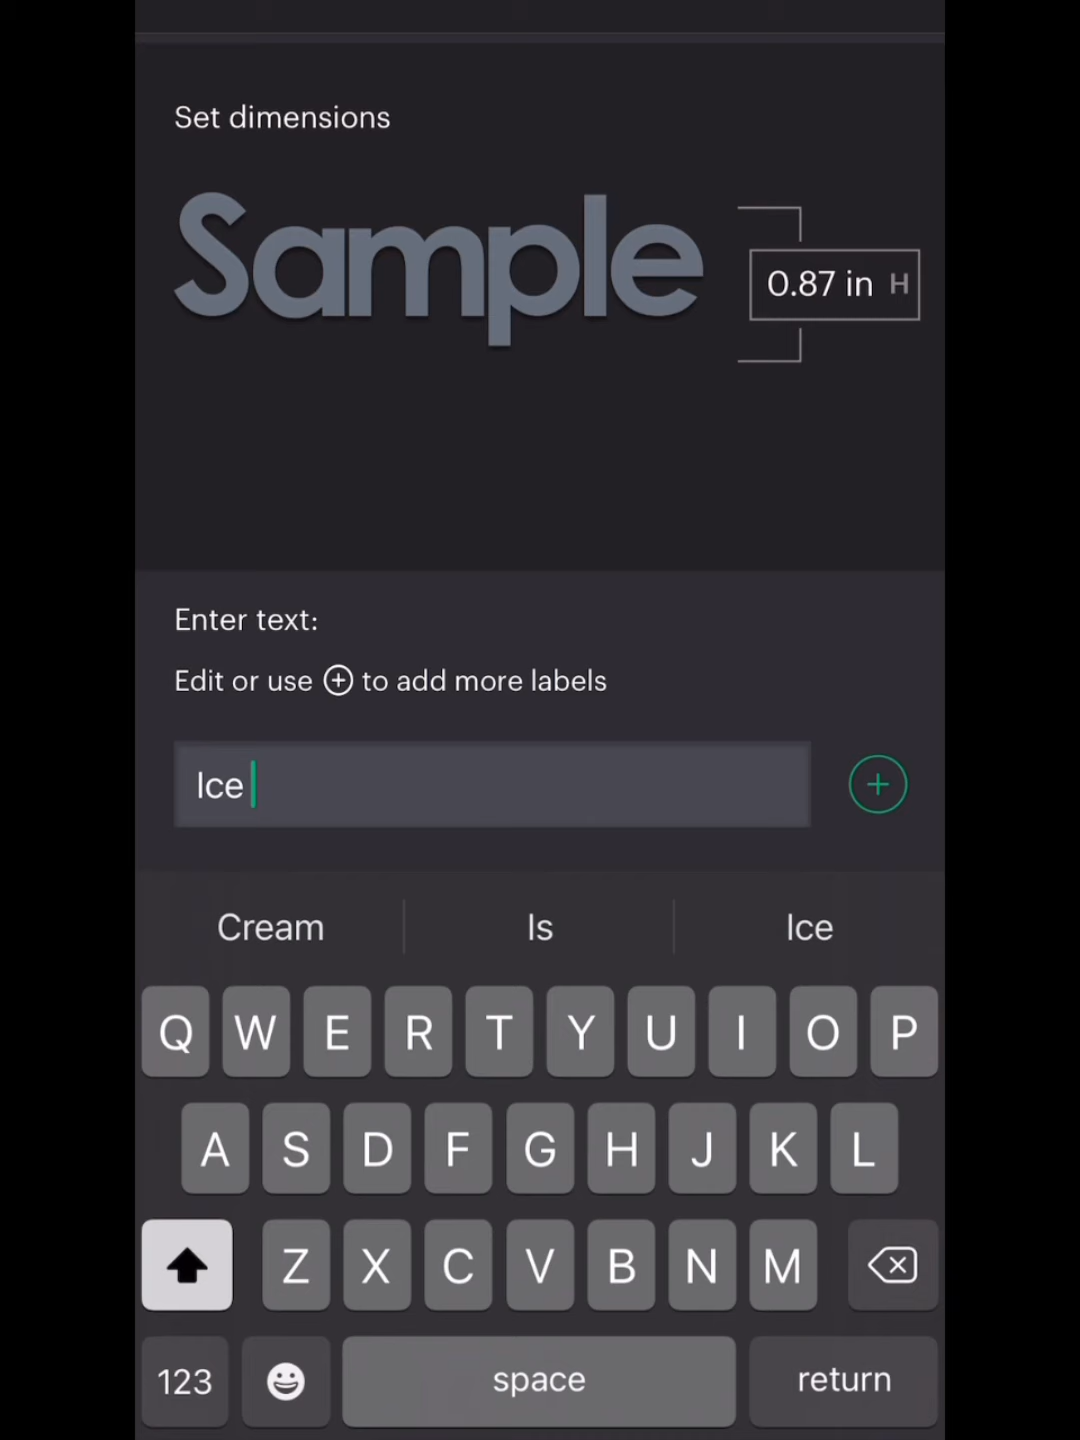 Set dimensions
Sample
0.87 in H
Enter text:
Edit or use ⊕ to add more labels
Ice
Cream Is Ice
Q W E R T Y U I O P
A S D F G H J K L
Z X C V B N M
123 space return